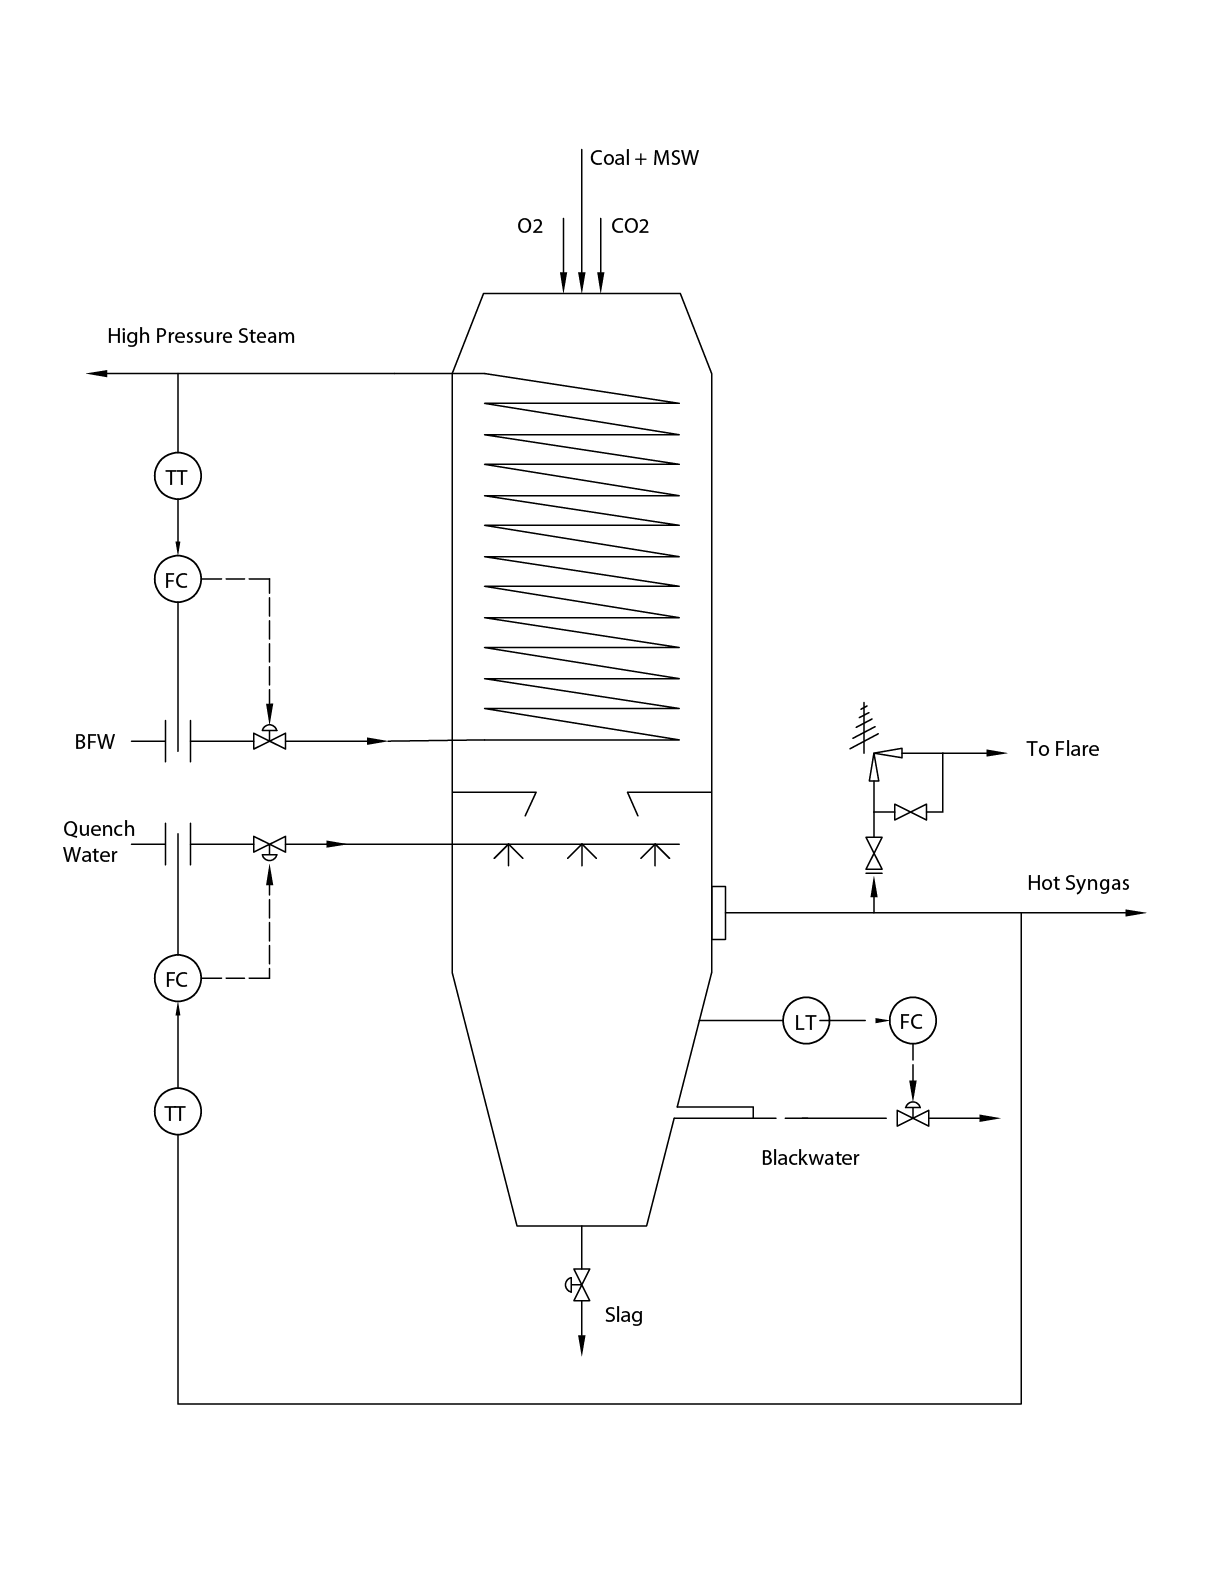 Coal + MSW
O2
CO2
High Pressure Steam
TT
FC
BFW
To Flare
Quench
Water
Hot Syngas
FC
LT
FC
TT
Blackwater
Slag